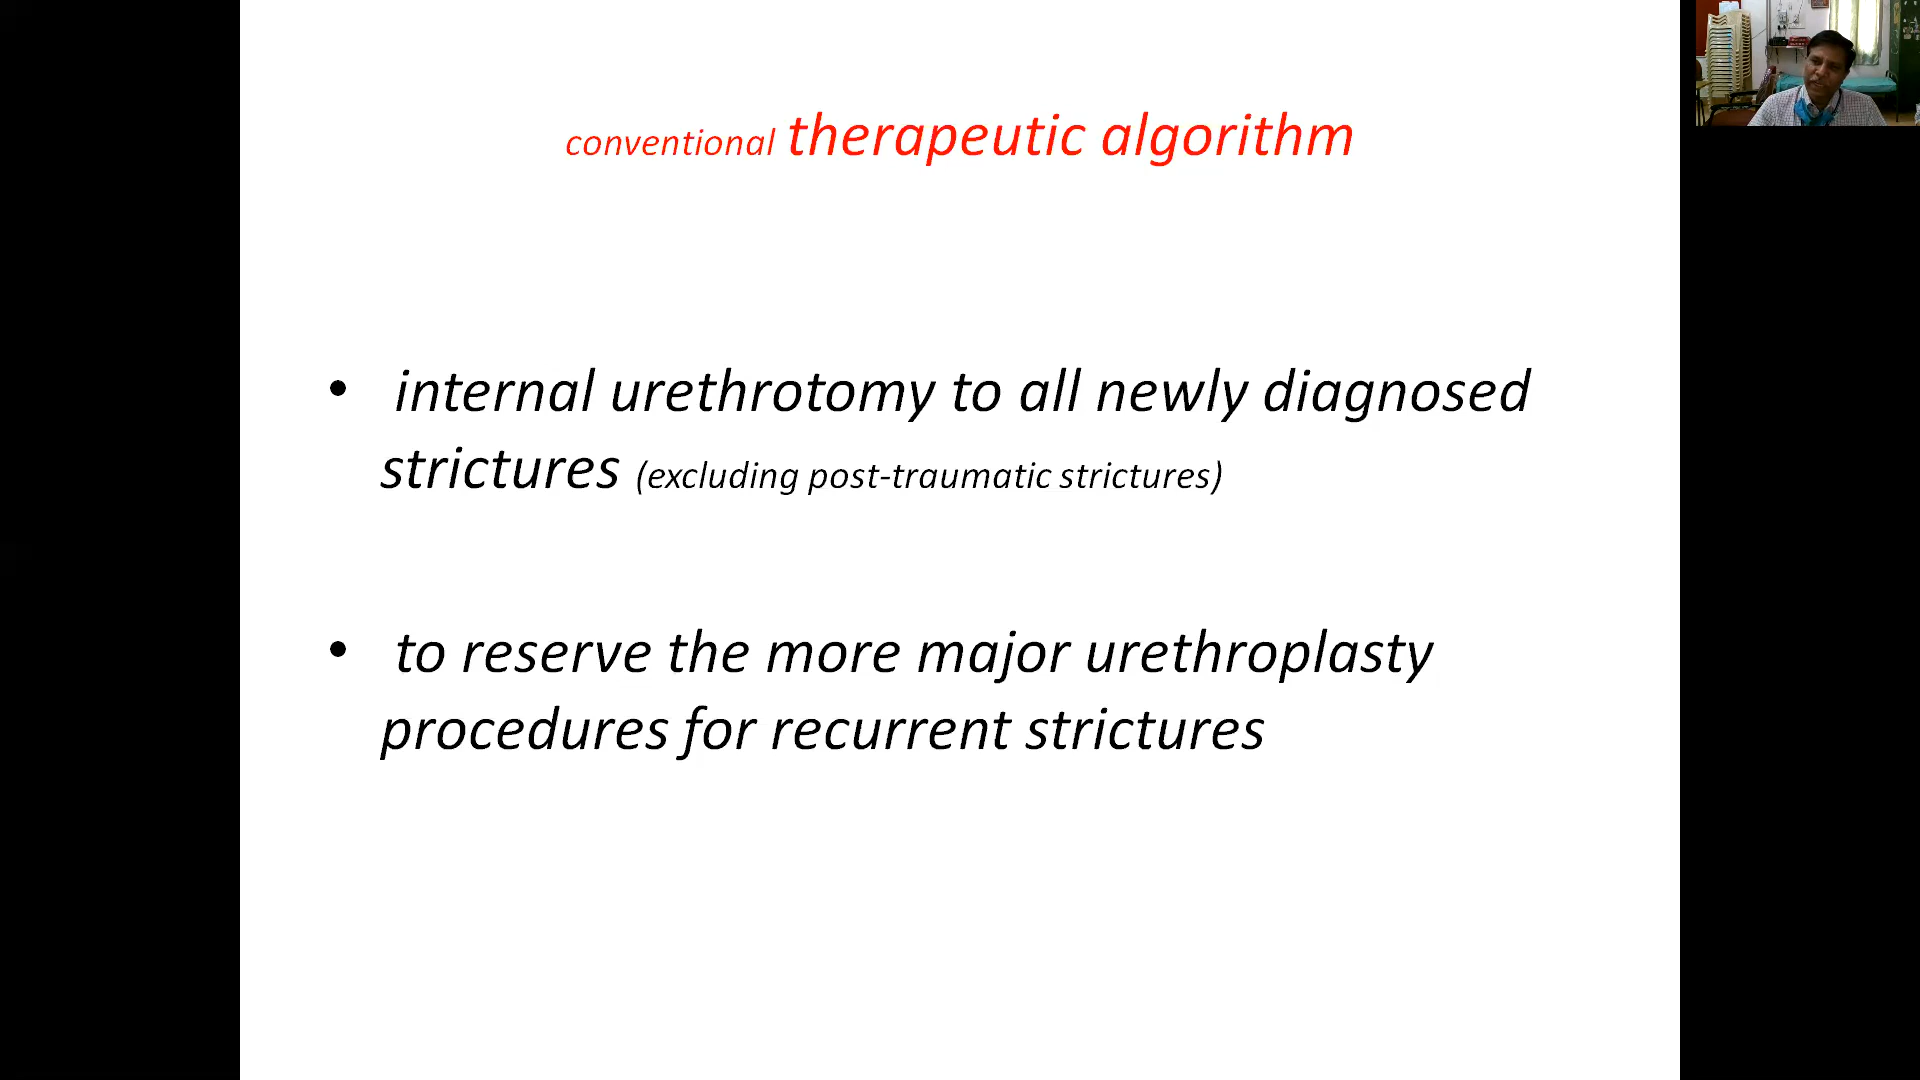 conventional therapeutic algorithm
• internal urethrotomy to all newly diagnosed
strictures (excluding post-traumatic strictures)
• to reserve the more major urethroplasty
procedures for recurrent strictures